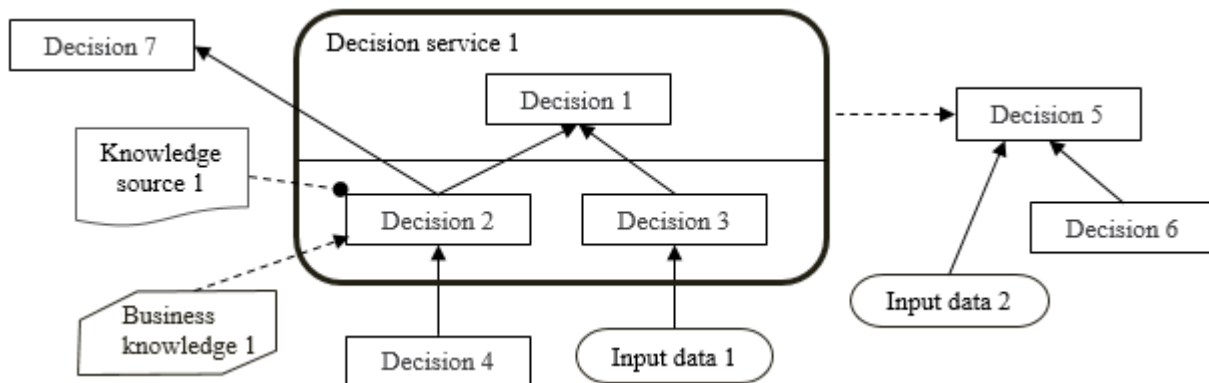 Decision 7
Decision service 1
Decision 1
Decision 5
Knowledge
source 1
Decision 2
Decision 3
Decision 6
Input data 2
Business
knowledge 1
Decision 4
Input data 1